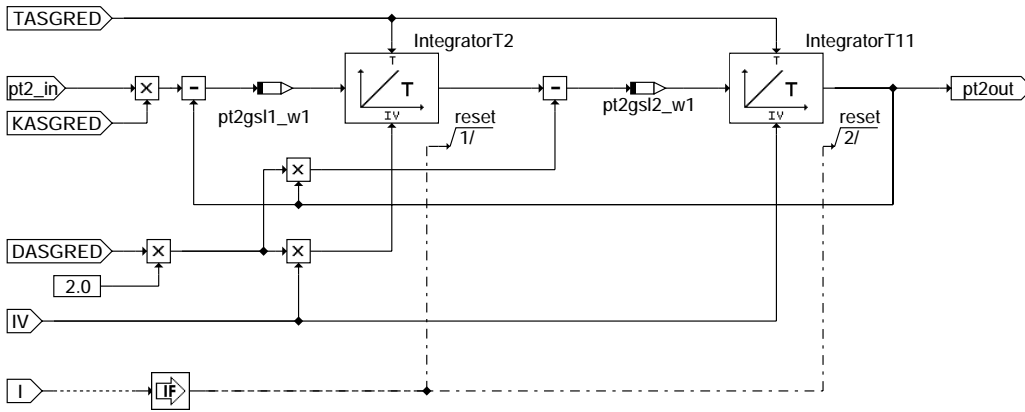 TASGRED
IntegratorT2
IntegratorT11
T
T
pt2_in
T
T
pt2out
pt2gsl1_w1
pt2gsl2_w1
KASGRED
IV
IV
reset
1/
reset
2/
DASGRED
2.0
IV
I
IF